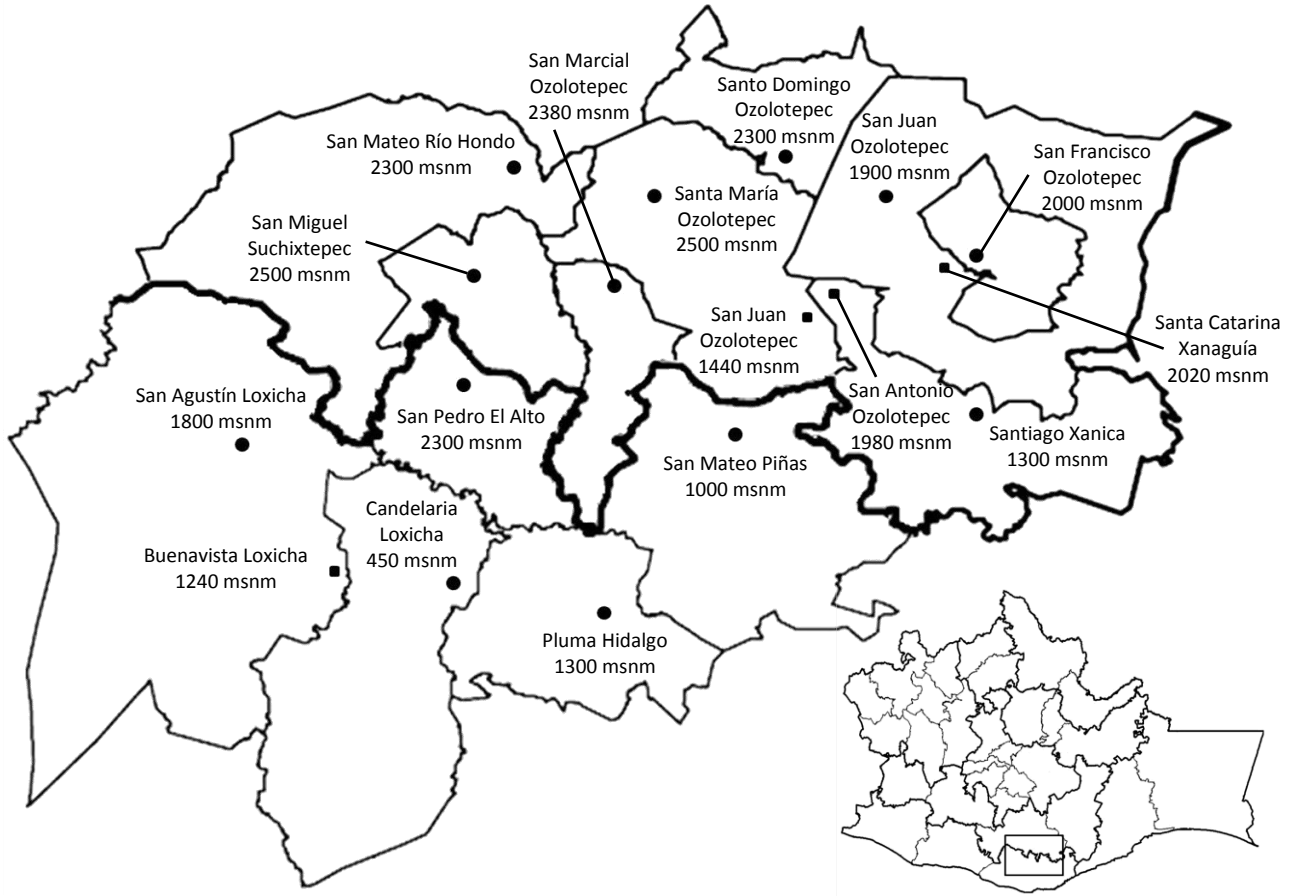 San Marcial
Ozolotepec
2380 msnm
Santo Domingo
Ozolotepec
2300 msnm
San Juan
Ozolotepec
1900 msnm
San Mateo Río Hondo
2300 msnm
San Francisco
Ozolotepec
2000 msnm
Santa María
Ozolotepec
2500 msnm
San Miguel
Suchixtepec
2500 msnm
San Juan
Ozolotepec
1440 msnm
Santa Catarina
Xanaguía
2020 msnm
San Agustín Loxicha
1800 msnm
San Pedro El Alto
2300 msnm
San Antonio
Ozolotepec
1980 msnm
Santiago Xanica
1300 msnm
San Mateo Piñas
1000 msnm
Candelaria
Loxicha
450 msnm
Buenavista Loxicha
1240 msnm
Pluma Hidalgo
1300 msnm